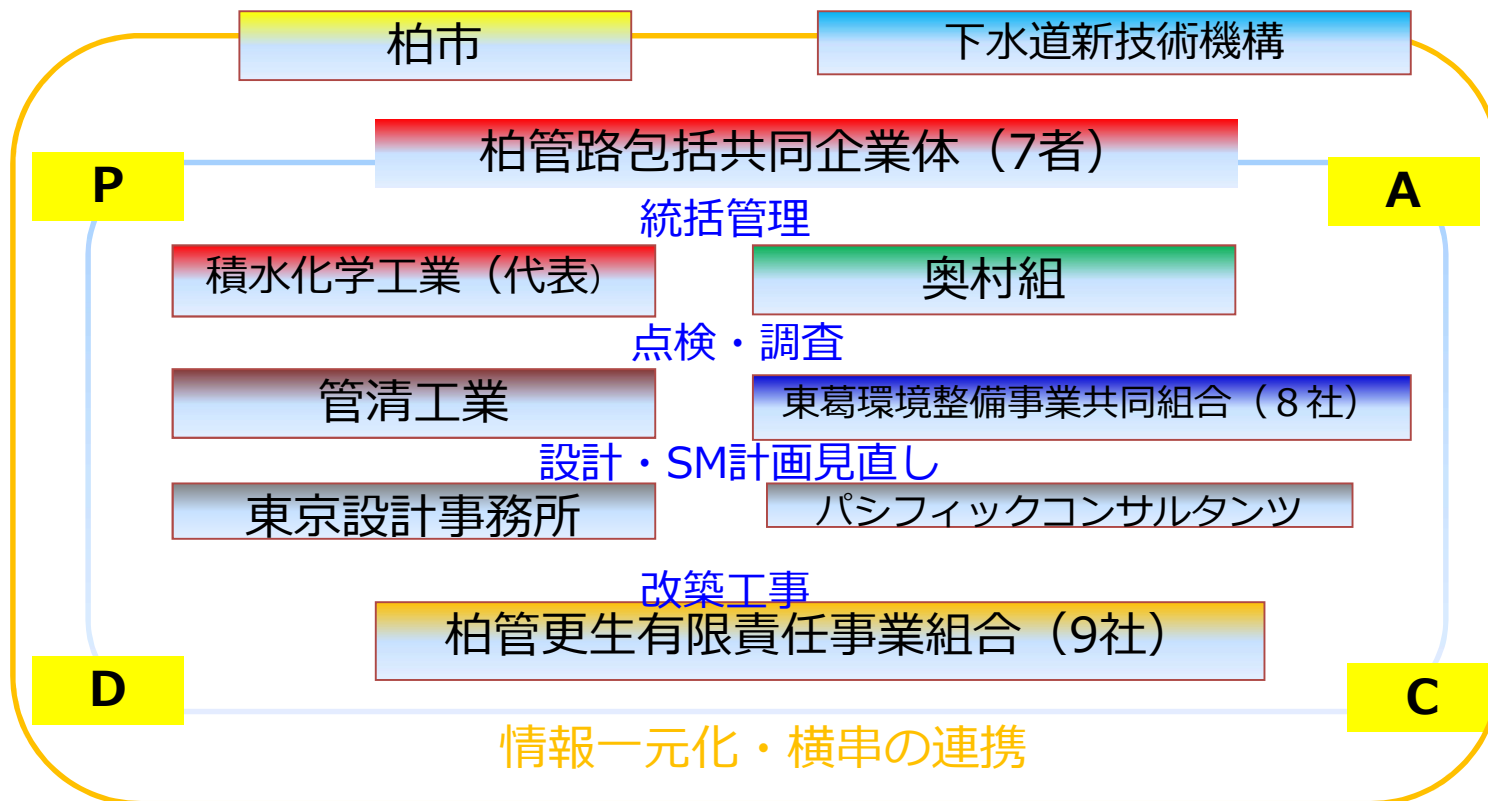 柏市
下水道新技術機構
柏管路包括共同企業体（7者）
P
A
統括管理
積水化学工業（代表）
奥村組
点検・調査
管清工業
東葛環境整備事業共同組合（８社）
設計・SM計画見直し
東京設計事務所
パシフィックコンサルタンツ
改築工事
柏管更生有限責任事業組合（9社）
D
C
情報一元化・横串の連携